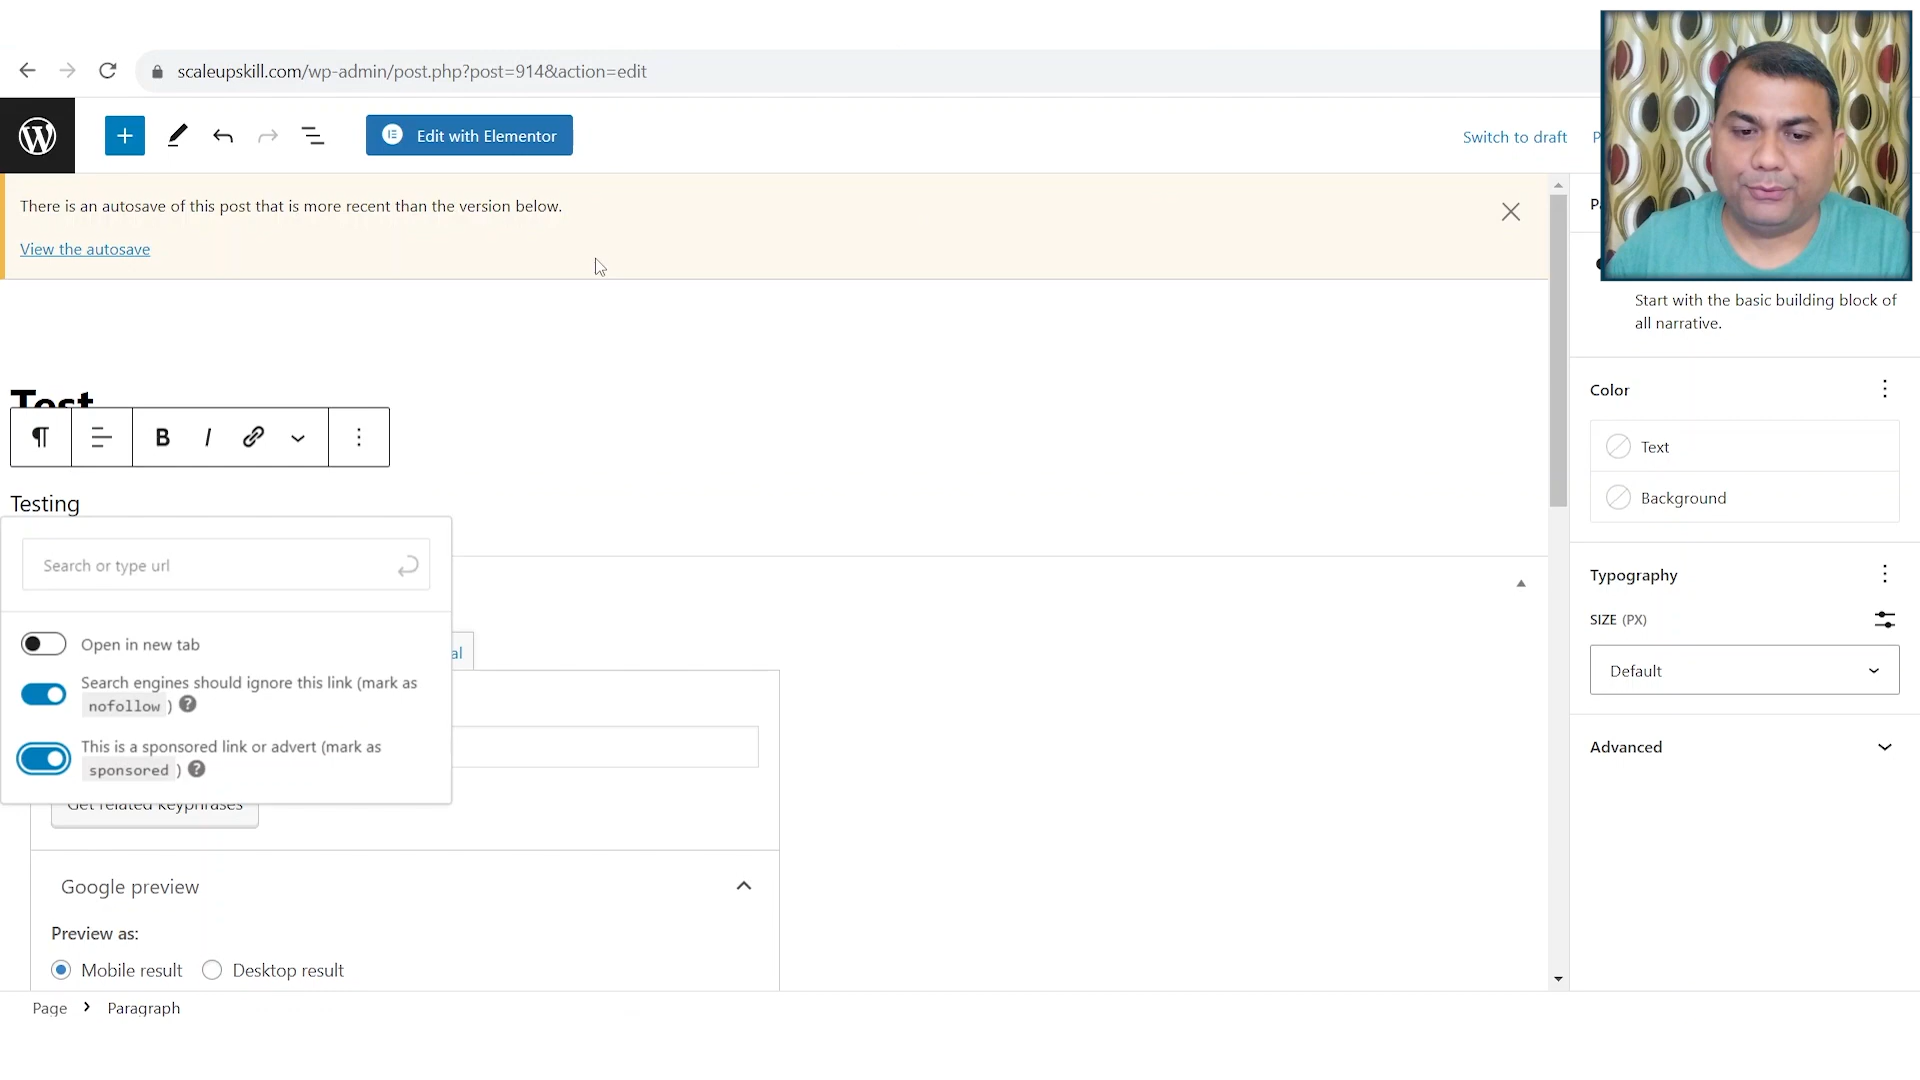 scaleupskill.com/wp-admin/post.php?post=914&action=edit
Edit with Elementor
Switch to draft
There is an autosave of this post that is more recent than the version below.
View the autosave
Start with the basic building block of
all narrative.
Test
Color
Text
Background
B I
Testing
Search or type url
Typography
SIZE (PX)
Default
Open in new tab
Search engines should ignore this link (mark as
nofollow )
This is a sponsored link or advert (mark as
sponsored )
Advanced
Get related keyphrases
Google preview
Preview as:
Mobile result Desktop result
Page Paragraph